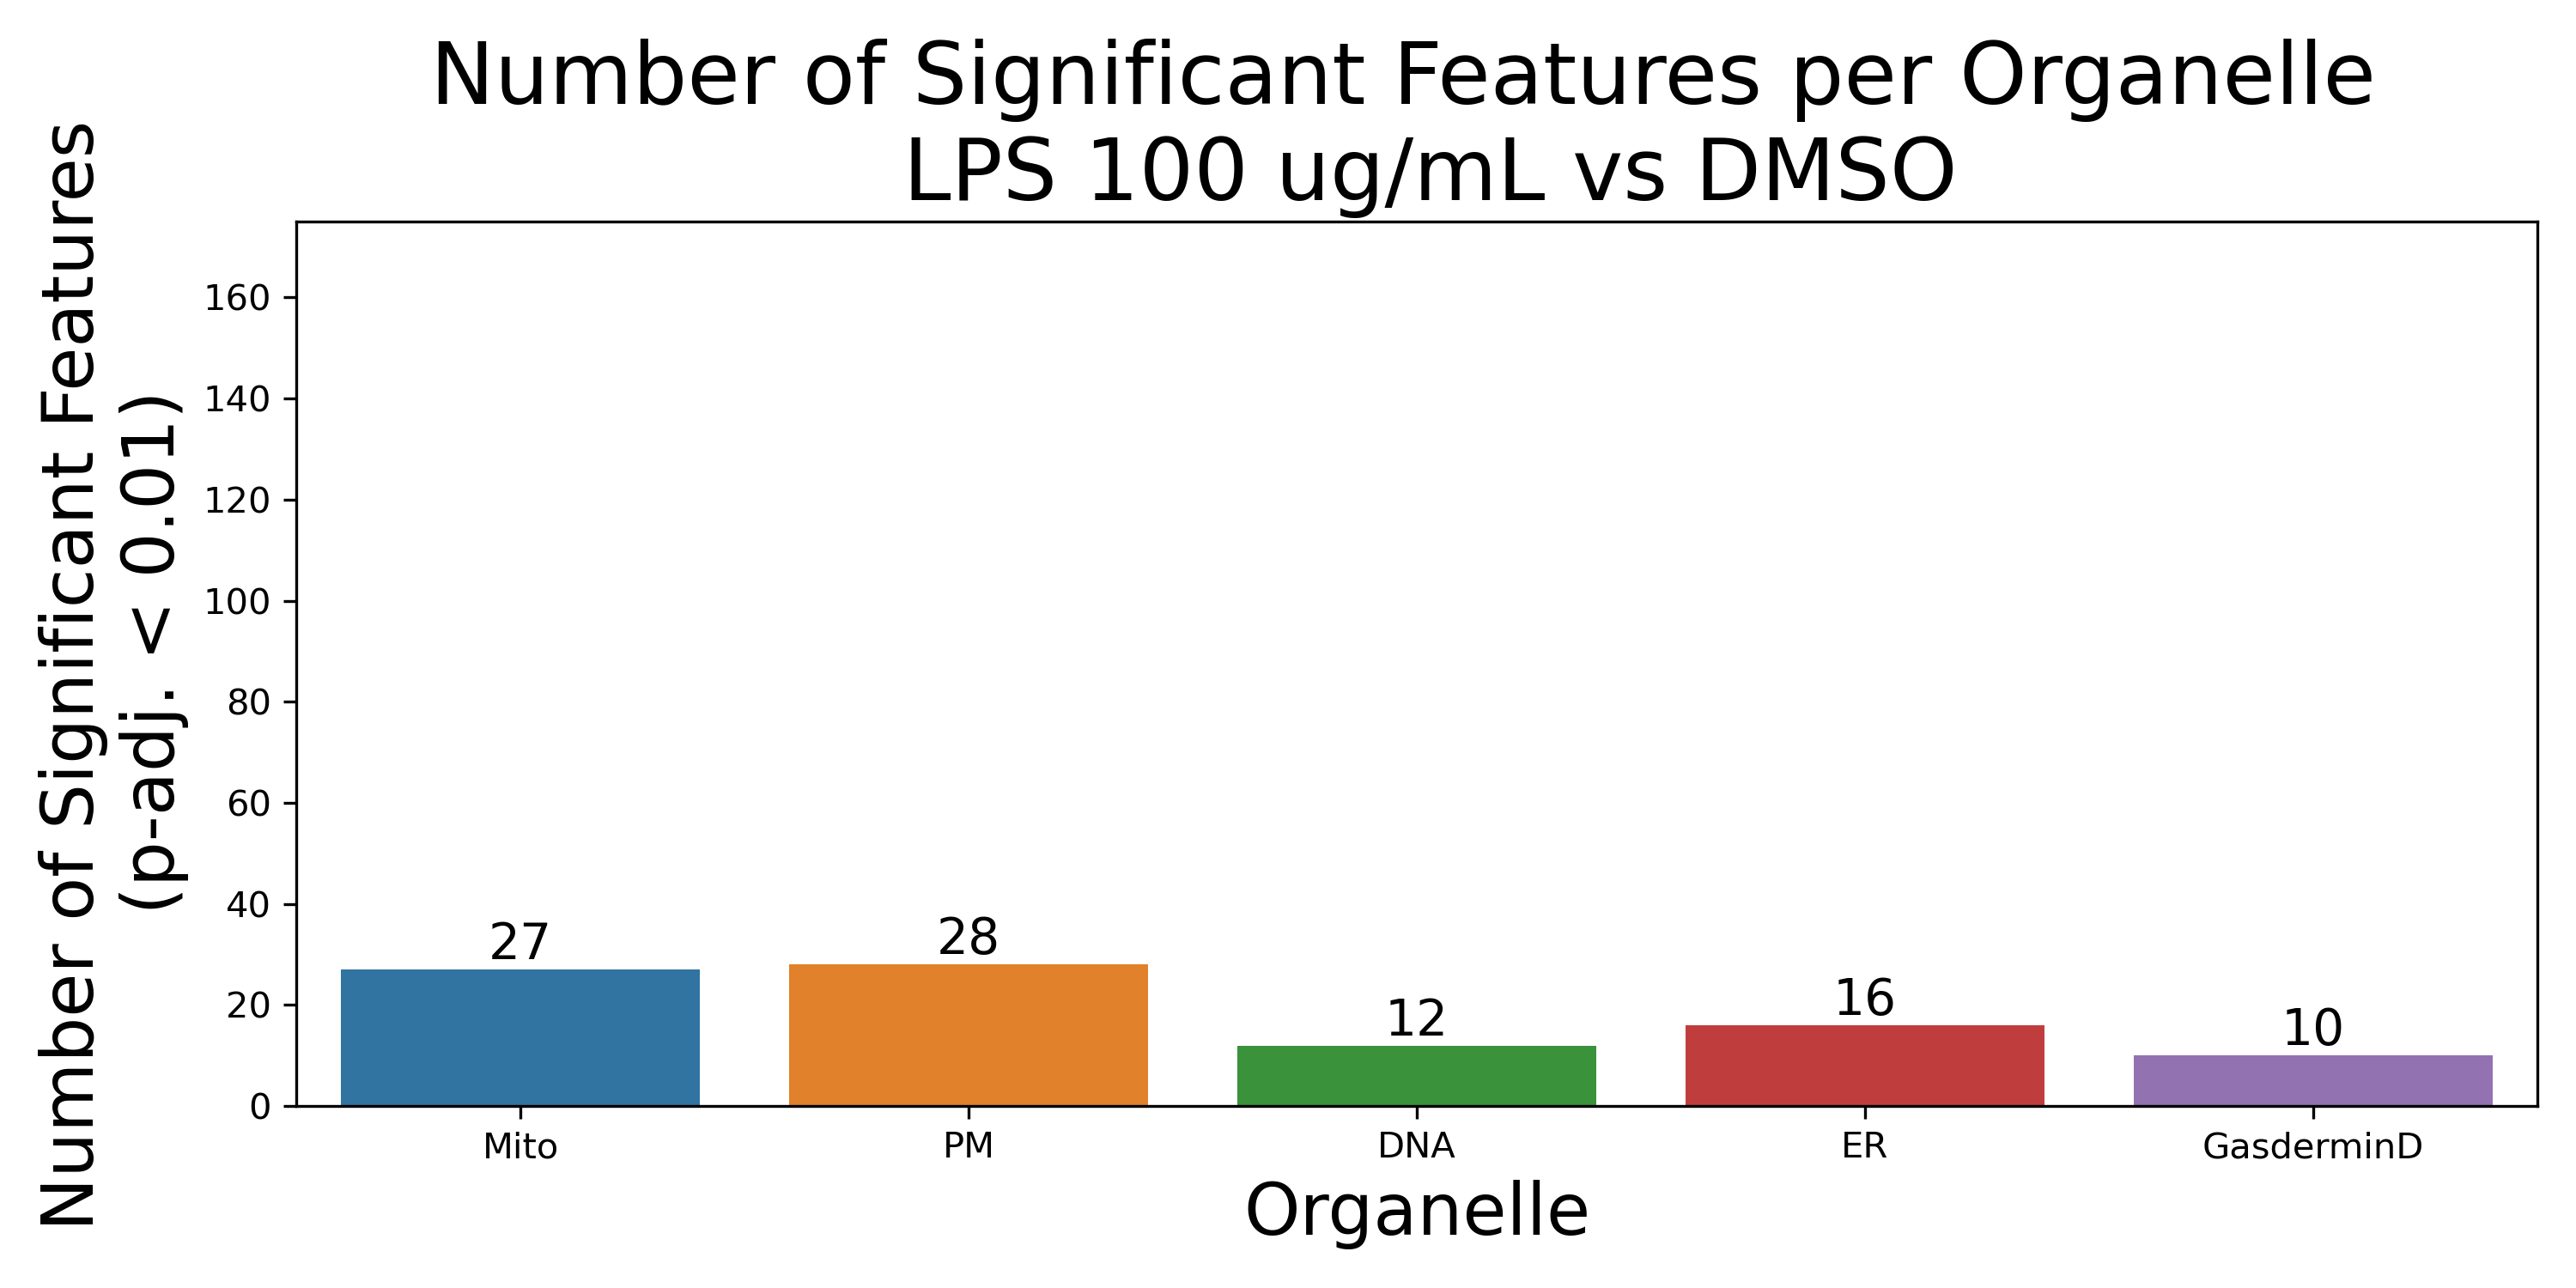 Number of Significant Features per Organelle
LPS 100 ug/mL vs DMSO
Number of Significant Features
(p-adj. < 0.01)
160
140
120
100
80
60
40
20
0
27
28
12
16
10
Mito
PM
DNA
ER
GasderminD
Organelle